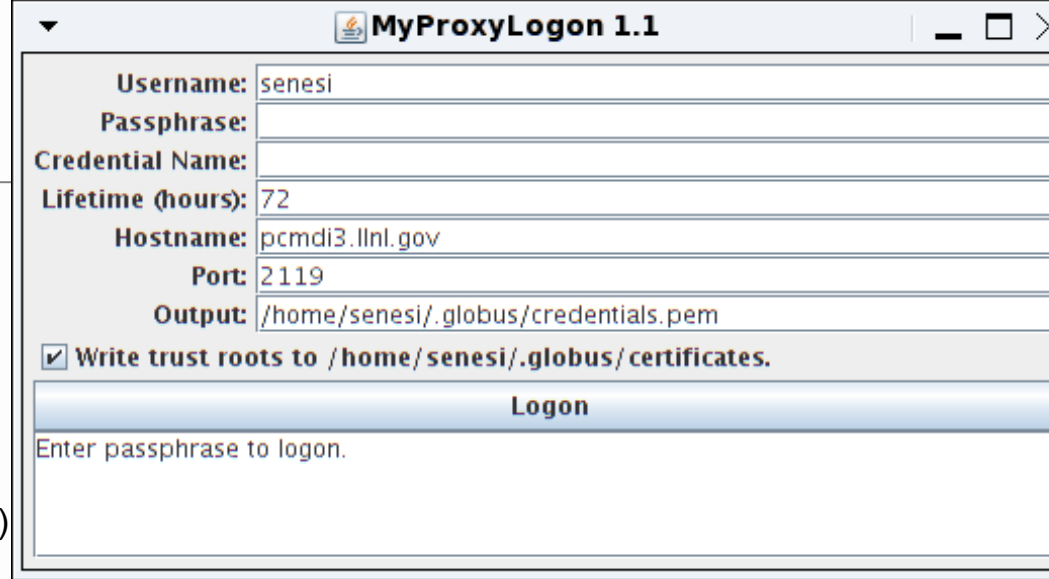 MyProxyLogon 1.1
Username: senesi
Passphrase:
Credential Name:
Lifetime (hours): 72
Hostname: pcmdi3.llnl.gov
Port: 2119
Output: /home/senesi/.globus/credentials.pem
Write trust roots to /home/senesi/.globus/certificates.
Logon
Enter passphrase to logon.
)